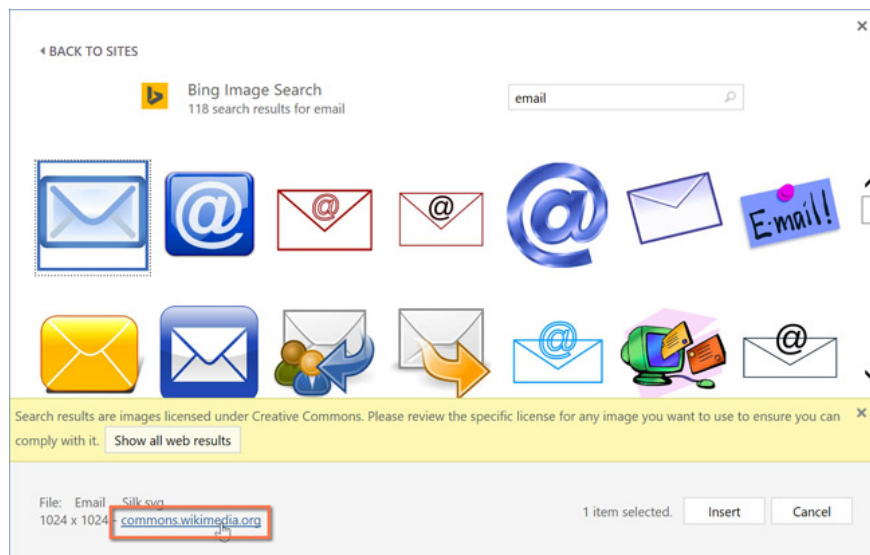 BACK TO SITES
Bing Image Search
118 search results for email
email
@
@
@
@
E-mail!
@
@
Search results are images licensed under Creative Commons. Please review the specific license for any image you want to use to ensure you can
comply with it. Show all web results
File: Email Silk.svg
1024 x 1024 - commons.wikimedia.org
1 item selected. Insert Cancel